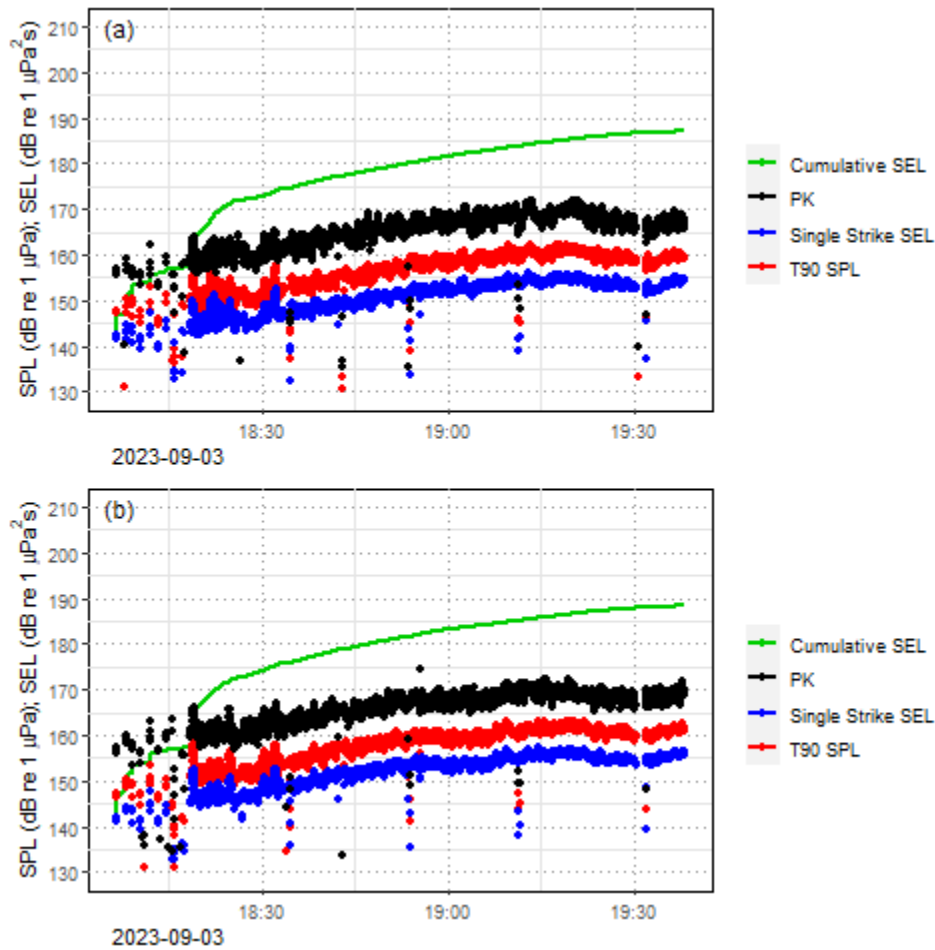 (a)
SPL (dB re 1 µPa); SEL (dB re 1 µPa²s)
210
200
190
180
170
160
150
140
130
18:30
19:00
19:30
2023-09-03
Cumulative SEL
PK
Single Strike SEL
T90 SPL
(b)
SPL (dB re 1 µPa); SEL (dB re 1 µPa²s)
210
200
190
180
170
160
150
140
130
18:30
19:00
19:30
2023-09-03
Cumulative SEL
PK
Single Strike SEL
T90 SPL